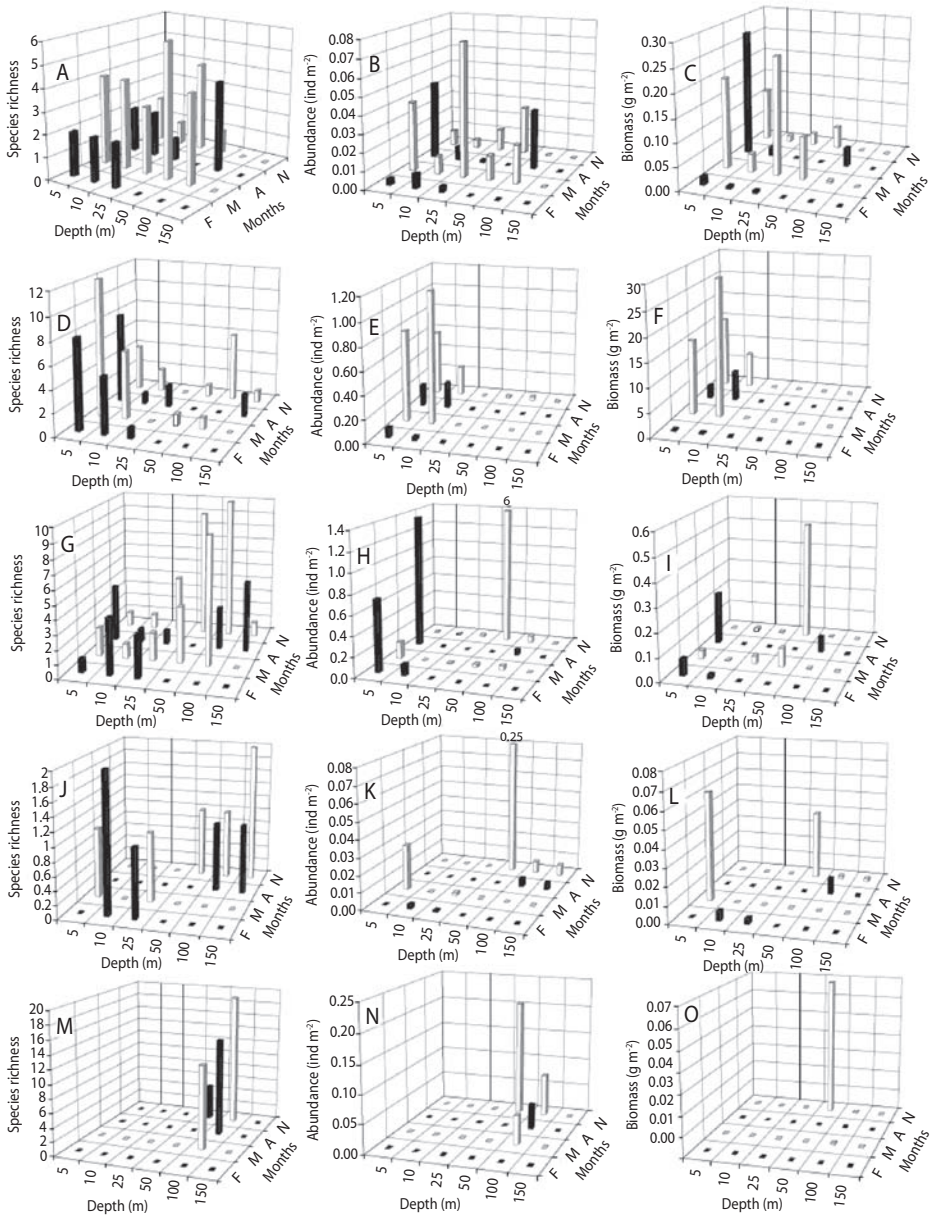 A
Species richness
6
5
4
3
2
1
0
5
10
25
50
100
150
Depth (m)
F M A N
Months
B
Abundance (ind m-2)
0.08
0.07
0.06
0.05
0.04
0.03
0.02
0.01
0.00
5
10
25
50
100
150
Depth (m)
F M A N
Months
C
Biomass (g m-2)
0.30
0.25
0.20
0.15
0.10
0.05
0.00
5
10
25
50
100
150
Depth (m)
F M A N
Months
D
Species richness
12
10
8
6
4
2
0
5
10
25
50
100
150
Depth (m)
F M A N
Months
E
Abundance (ind m-2)
1.20
1.00
0.80
0.60
0.40
0.20
0.00
5
10
25
50
100
150
Depth (m)
F M A N
Months
F
Biomass (g m-2)
30
25
20
15
10
5
0
5
10
25
50
100
150
Depth (m)
F M A N
Months
G
Species richness
10
9
8
7
6
5
4
3
2
1
0
5
10
25
50
100
150
Depth (m)
F M A N
Months
H
6
Abundance (ind m-2)
1.4
1.2
1.0
0.8
0.6
0.4
0.2
0.0
5
10
25
50
100
150
Depth (m)
F M A N
Months
I
Biomass (g m-2)
0.6
0.5
0.4
0.3
0.2
0.1
0.0
5
10
25
50
100
150
Depth (m)
F M A N
Months
J
Species richness
2
1.8
1.6
1.4
1.2
1
0.8
0.6
0.4
0.2
0
5
10
25
50
100
150
Depth (m)
F M A N
Months
K
0.25
Abundance (ind m-2)
0.08
0.07
0.06
0.05
0.04
0.03
0.02
0.01
0.00
5
10
25
50
100
150
Depth (m)
F M A N
Months
L
Biomass (g m-2)
0.08
0.07
0.06
0.05
0.04
0.03
0.02
0.01
0.00
5
10
25
50
100
150
Depth (m)
F M A N
Months
M
Species richness
20
18
16
14
12
10
8
6
4
2
0
5
10
25
50
100
150
Depth (m)
F M A N
Months
N
Abundance (ind m-2)
0.25
0.20
0.15
0.10
0.05
0.00
5
10
25
50
100
150
Depth (m)
F M A N
Months
O
Biomass (g m-2)
0.07
0.06
0.05
0.04
0.03
0.02
0.01
0.00
5
10
25
50
100
150
Depth (m)
F M A N
Months